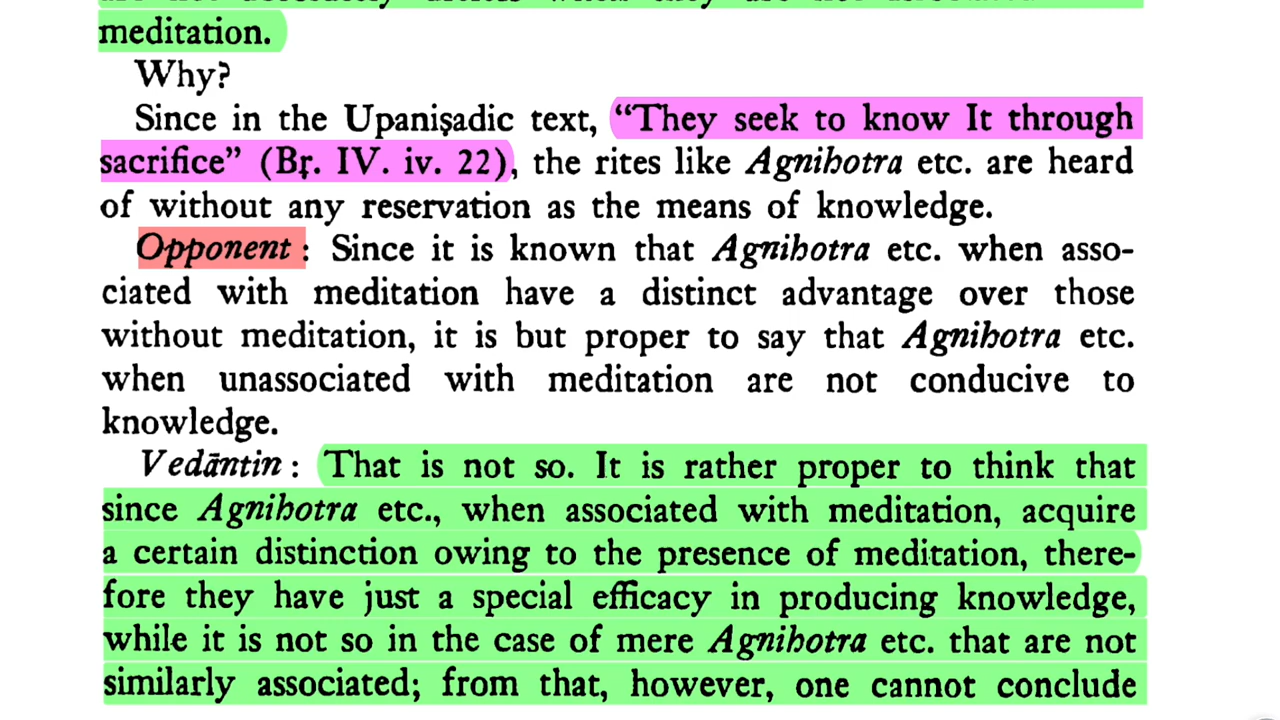 meditation.
Why?
Since in the Upaniṣadic text, “They seek to know It through
sacrifice” (Bṛ. IV. iv. 22), the rites like Agnihotra etc. are heard
of without any reservation as the means of knowledge.
Opponent : Since it is known that Agnihotra etc. when asso-
ciated with meditation have a distinct advantage over those
without meditation, it is but proper to say that Agnihotra etc.
when unassociated with meditation are not conducive to
knowledge.
Vedāntin : That is not so. It is rather proper to think that
since Agnihotra etc., when associated with meditation, acquire
a certain distinction owing to the presence of meditation, there-
fore they have just a special efficacy in producing knowledge,
while it is not so in the case of mere Agnihotra etc. that are not
similarly associated; from that, however, one cannot conclude